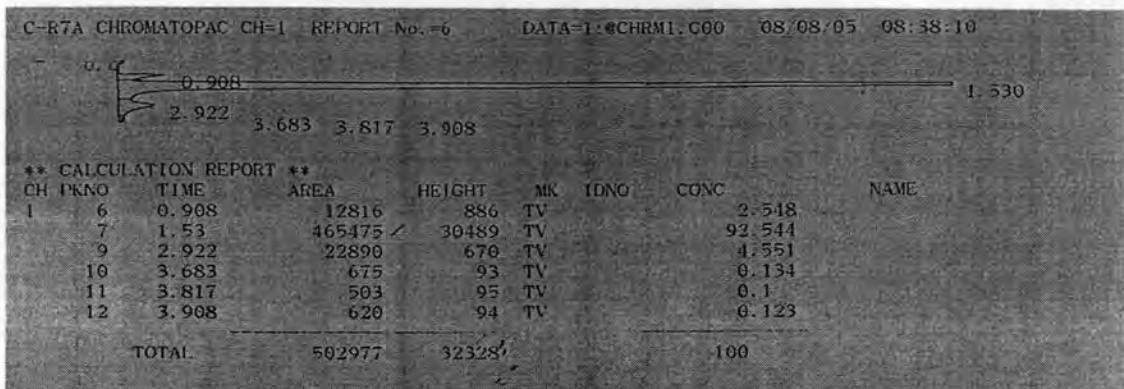 C-R7A CHROMATOPAC CH=1 REPORT No.=6 DATA=1:@CHRM1.C00 08/08/05 08:38:10
0.908
1.530
2.922
3.683 3.817 3.908
** CALCULATION REPORT **
CH PKNO TIME AREA HEIGHT MK IDNO CONC NAME
1 6 0.908 12816 886 TV 2.548
7 1.53 465475 30489 TV 92.544
9 2.922 22890 670 TV 4.551
10 3.683 675 93 TV 0.134
11 3.817 503 95 TV 0.1
12 3.908 620 94 TV 0.123
TOTAL 502977 32328 100